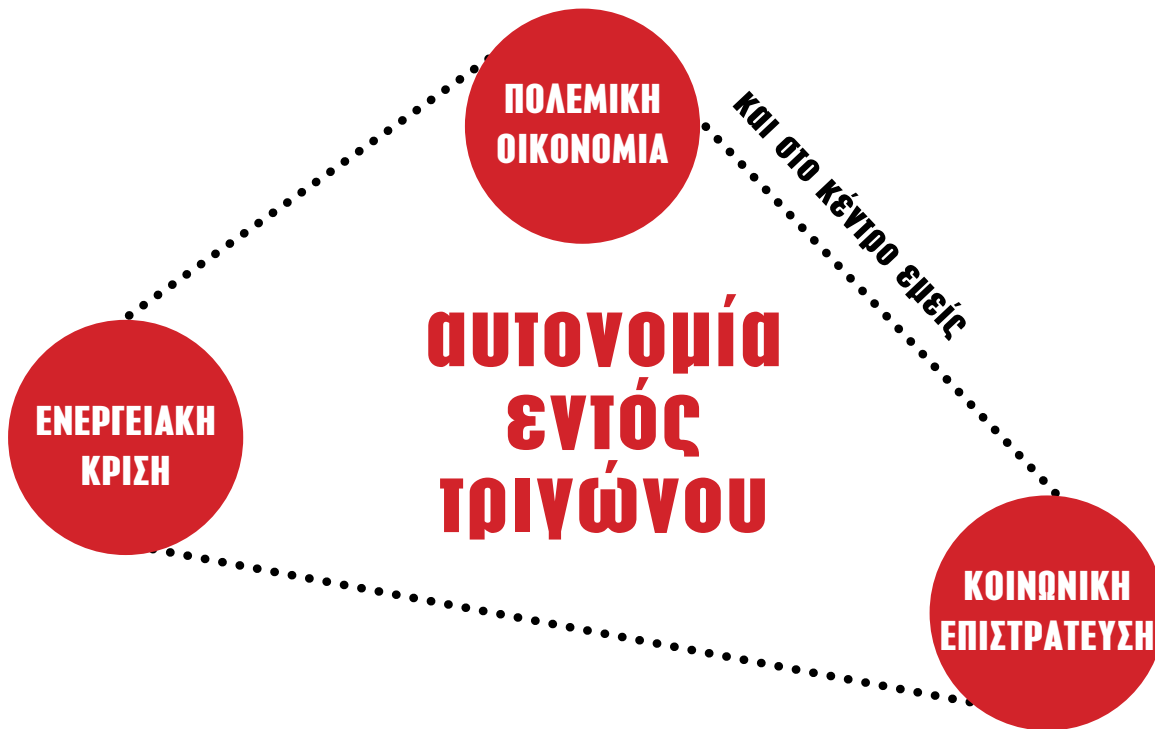 ΠΟΛΕΜΙΚΗ
ΟΙΚΟΝΟΜΙΑ
και στο κέντρο εμείς
αυτονομία
εντός
τριγώνου
ΕΝΕΡΓΕΙΑΚΗ
ΚΡΙΣΗ
ΚΟΙΝΩΝΙΚΗ
ΕΠΙΣΤΡΑΤΕΥΣΗ